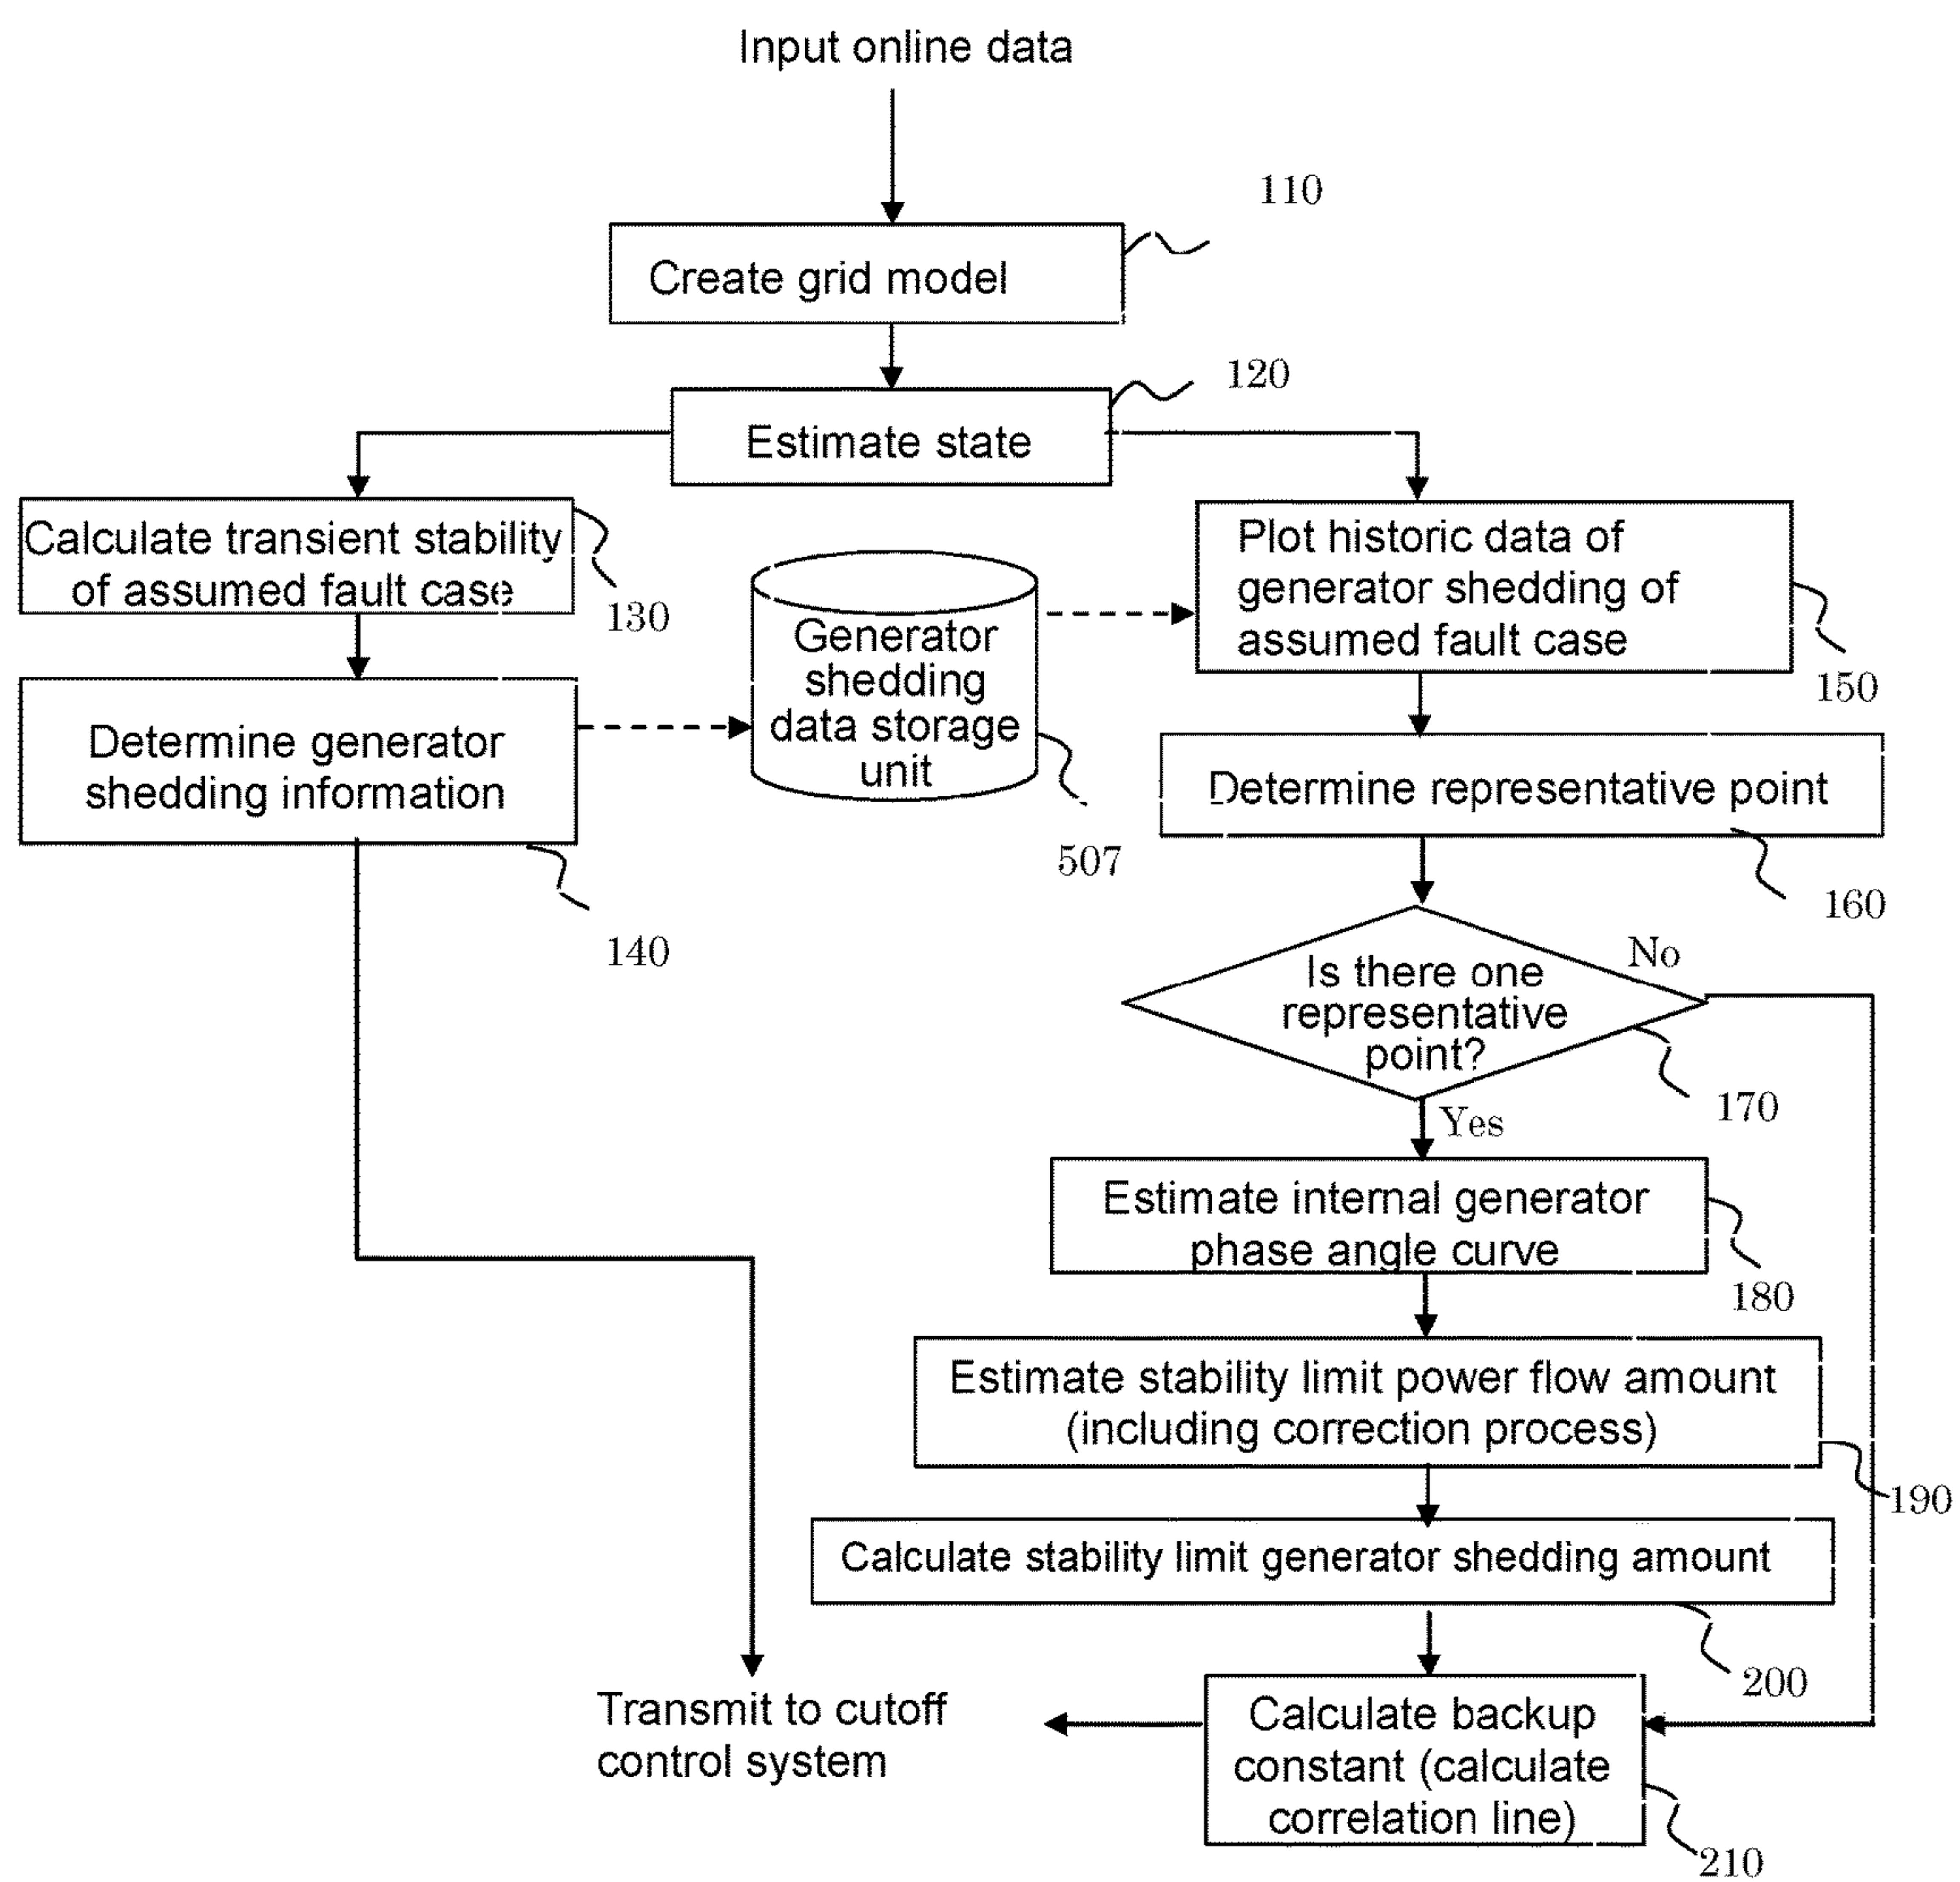 Input online data
110
Create grid model
120
Estimate state
Calculate transient stability
of assumed fault case
130
Plot historic data of
generator shedding of
assumed fault case
150
Generator
shedding
data storage
unit
507
Determine generator
shedding information
140
Determine representative point
160
Is there one
representative
point?
No
170
Yes
Estimate internal generator
phase angle curve
180
Estimate stability limit power flow amount
(including correction process)
190
Calculate stability limit generator shedding amount
200
Transmit to cutoff
control system
Calculate backup
constant (calculate
correlation line)
210